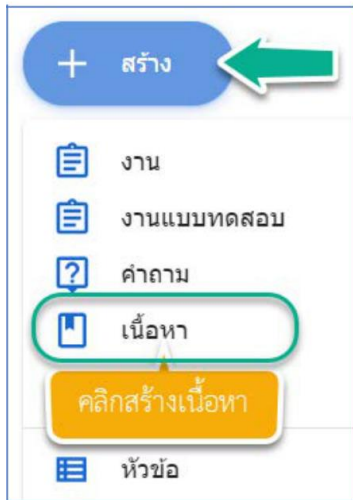 + สร้าง
งาน
งานแบบทดสอบ
คำถาม
เนื้อหา
คลิกสร้างเนื้อหา
หัวข้อ